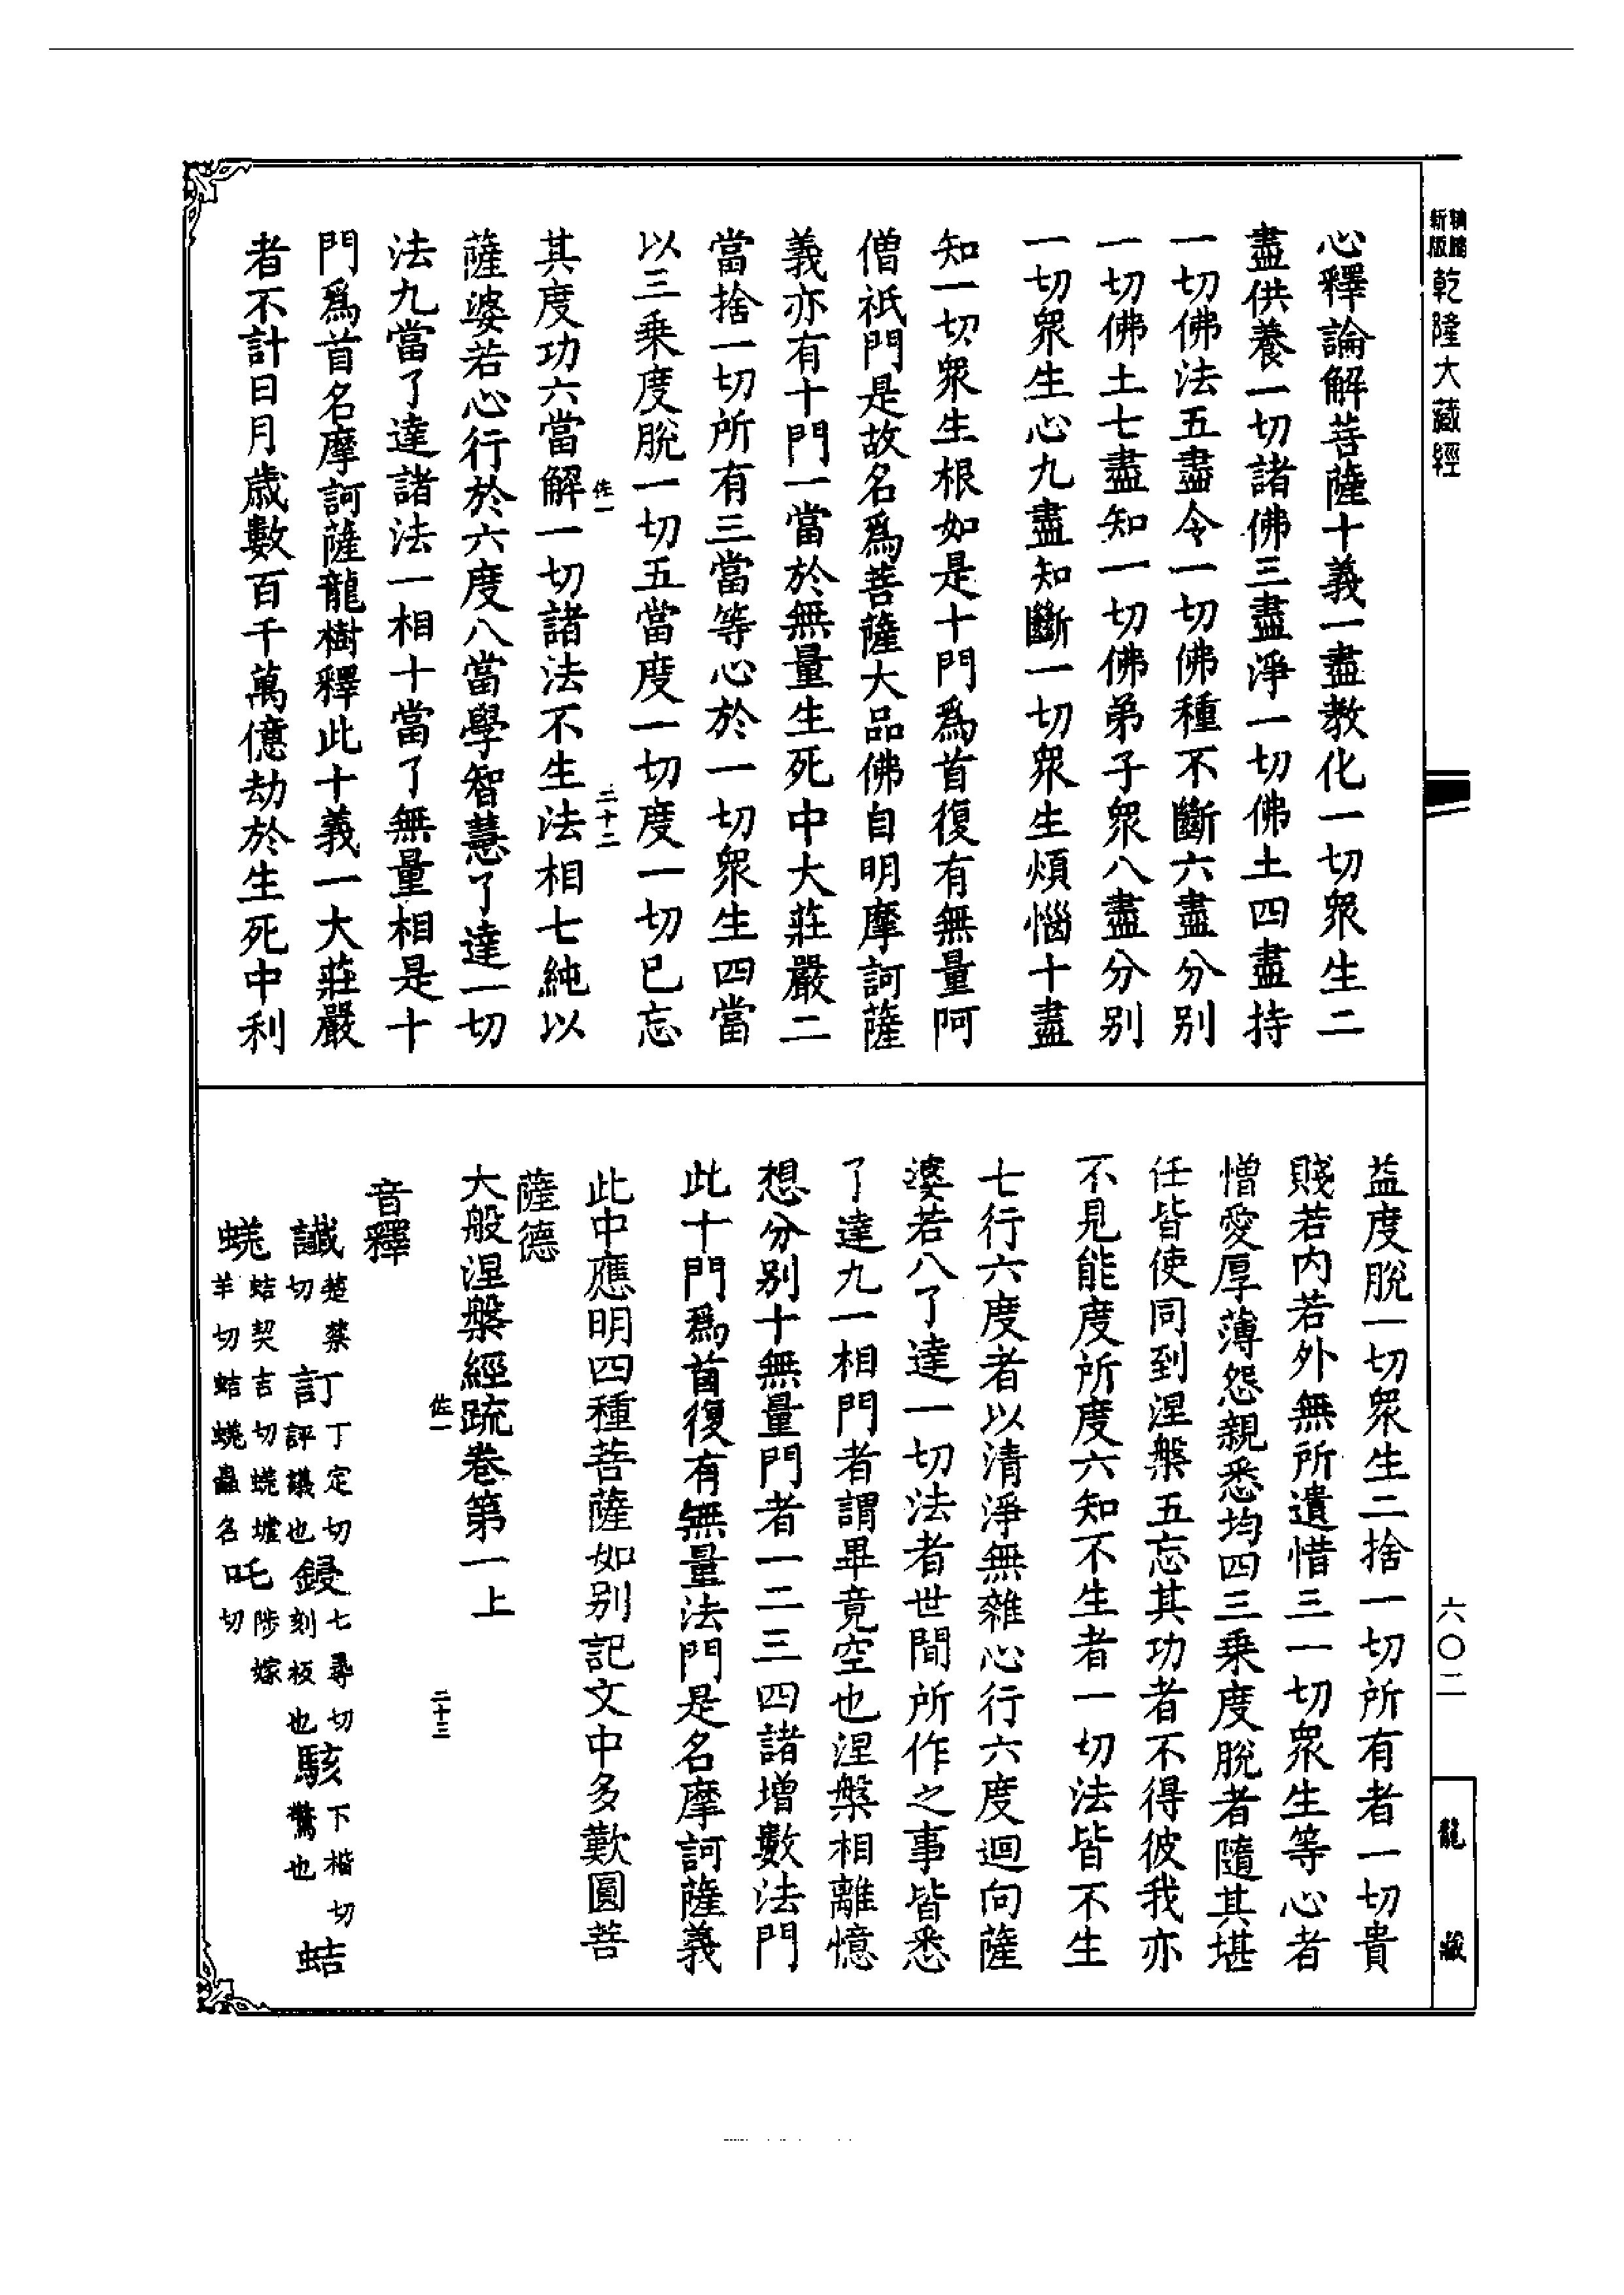 新版
乾隆大藏經
心釋論解菩薩十義一盡教化一切衆生二
盡供養一切諸佛三盡淨一切佛土四盡持
一切佛法五盡令一切佛種不斷六盡分别
一切佛土七盡知一切佛弟子衆八盡分别
一切衆生心九盡知斷一切衆生煩惱十盡
知一切衆生根如是十門爲首復有無量阿
僧祇門是故名爲菩薩大品佛自明摩訶薩
義亦有十門一當於無量生死中大莊嚴二
當捨一切所有三當等心於一切衆生四當
以三乗度脫一切五當度一切度一切已忘
佐一
二十二
其度功六當解一切諸法不生法相七純以
薩婆若心行於六度八當學智慧了達一切
法九當了達諸法一相十當了無量相是十
門爲首名摩訶薩龍樹釋此十義一大莊嚴
者不計日月歲數百千萬億劫於生死中利
益度脫一切衆生二捨一切所有者一切貴
賤若内若外無所遺惜三一切衆生等心者
憎愛厚薄怨親悉均四三乗度脫者隨其堪
任皆使同到涅槃五忘其功者不得彼我亦
不見能度所度六知不生者一切法皆不生
七行六度者以清淨無雜心行六度迴向薩
婆若八了達一切法者世間所作之事皆悉
了達九一相門者謂畢竟空也涅槃相離憶
想分别十無量門者一二三四諸增數法門
此十門爲首復有無量法門是名摩訶薩義
此中應明四種菩薩如别記文中多歎圓菩
薩德
大般涅槃經疏卷第一上
佐一
二十三
音釋
讖楚禁切 訂丁定切評議也 鋟七尋切刻板也 駭下楷切驚也 蛣
蜣蛣契吉切蜣墟羊切蛣蜣蟲名 吒陟嫁切
六〇二
龍藏